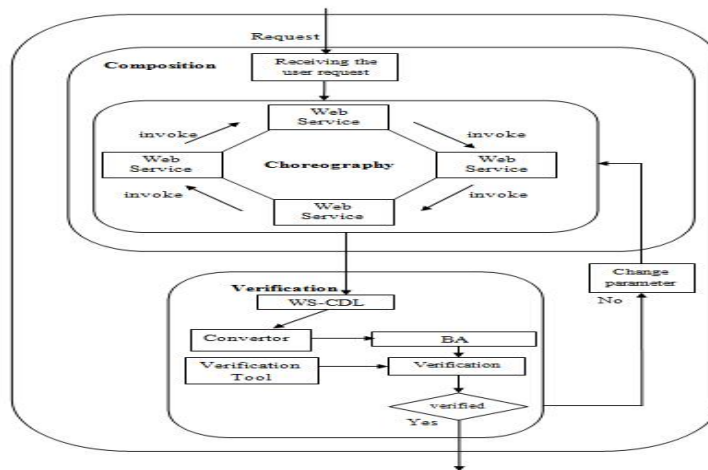 Request
Composition
Receiving the
user request
Web
Service
invoke
invoke
Web
Service
Choreography
Web
Service
invoke
invoke
Web
Service
Change
parameter
No
Verification
WS-CDL
Convertor
BA
Verification
Tool
Verification
verified
Yes